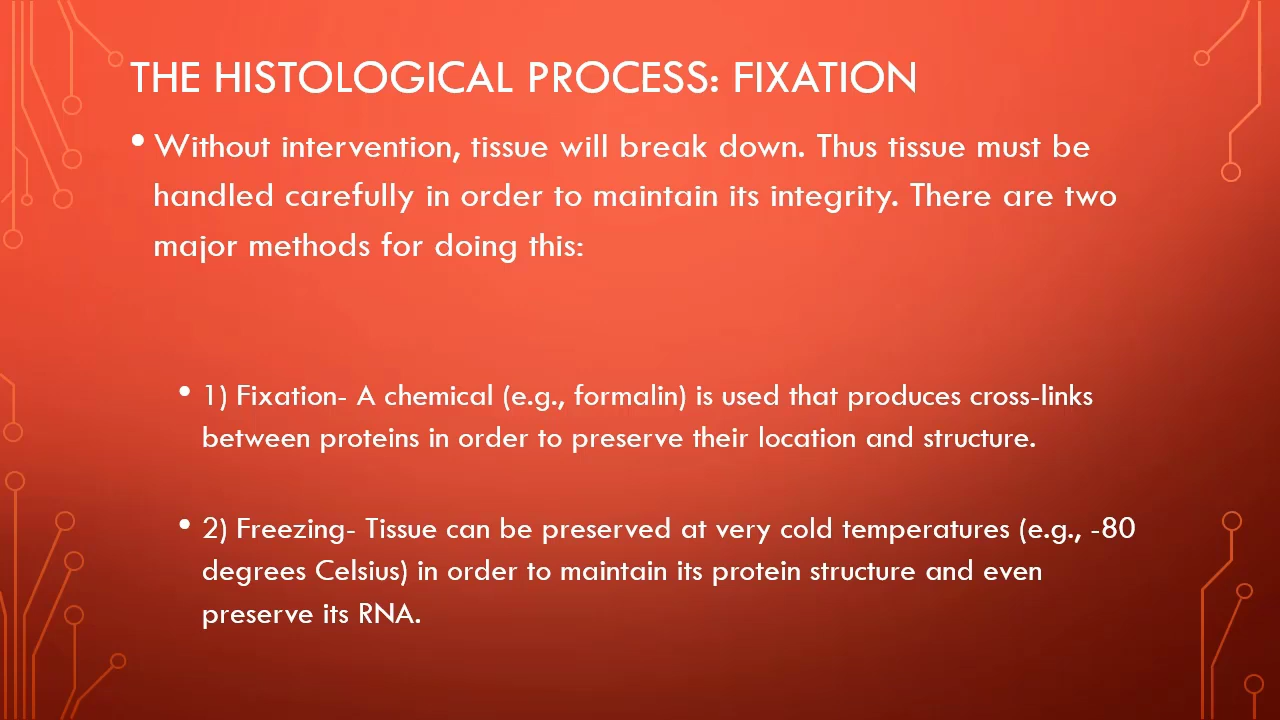 THE HISTOLOGICAL PROCESS: FIXATION
• Without intervention, tissue will break down. Thus tissue must be
handled carefully in order to maintain its integrity. There are two
major methods for doing this:
• 1) Fixation- A chemical (e.g., formalin) is used that produces cross-links
between proteins in order to preserve their location and structure.
• 2) Freezing- Tissue can be preserved at very cold temperatures (e.g., -80
degrees Celsius) in order to maintain its protein structure and even
preserve its RNA.